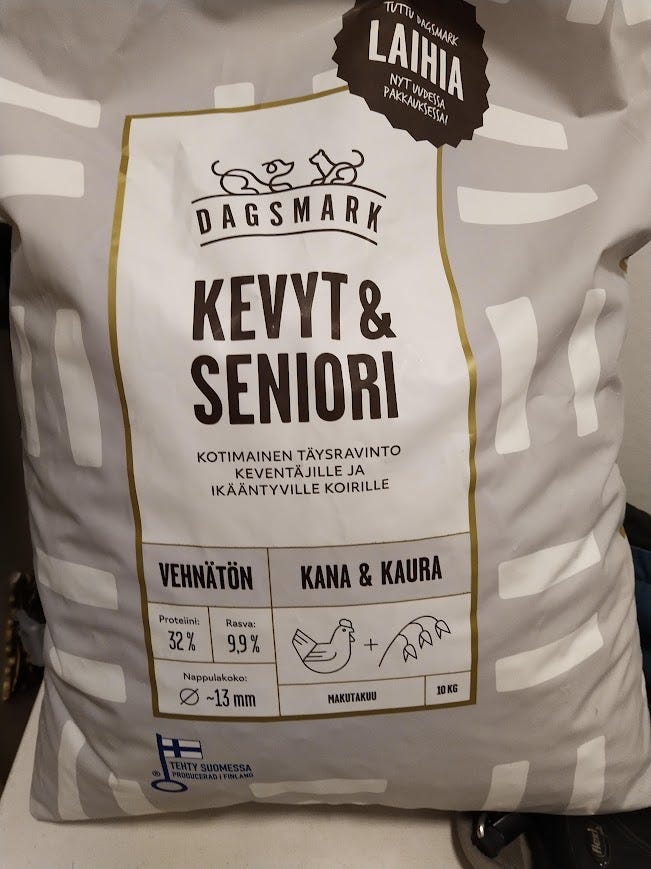 TUTTU DAGSMARK
LAIHIA
NYT UUDESSA
PAKKAUKSESSA!
DAGSMARK
KEVYT &
SENIORI
KOTIMAINEN TÄYSRAVINTO
KEVENTÄJILLE JA
IKÄÄNTYVILLE KOIRILLE
VEHNÄTÖN
KANA & KAURA
Proteiini:
32 %
Rasva:
9,9 %
+
Nappulakoko:
Ø ~13 mm
MAKUTAKUU
10 KG
® TEHTY SUOMESSA
PRODUCERAD I FINLAND